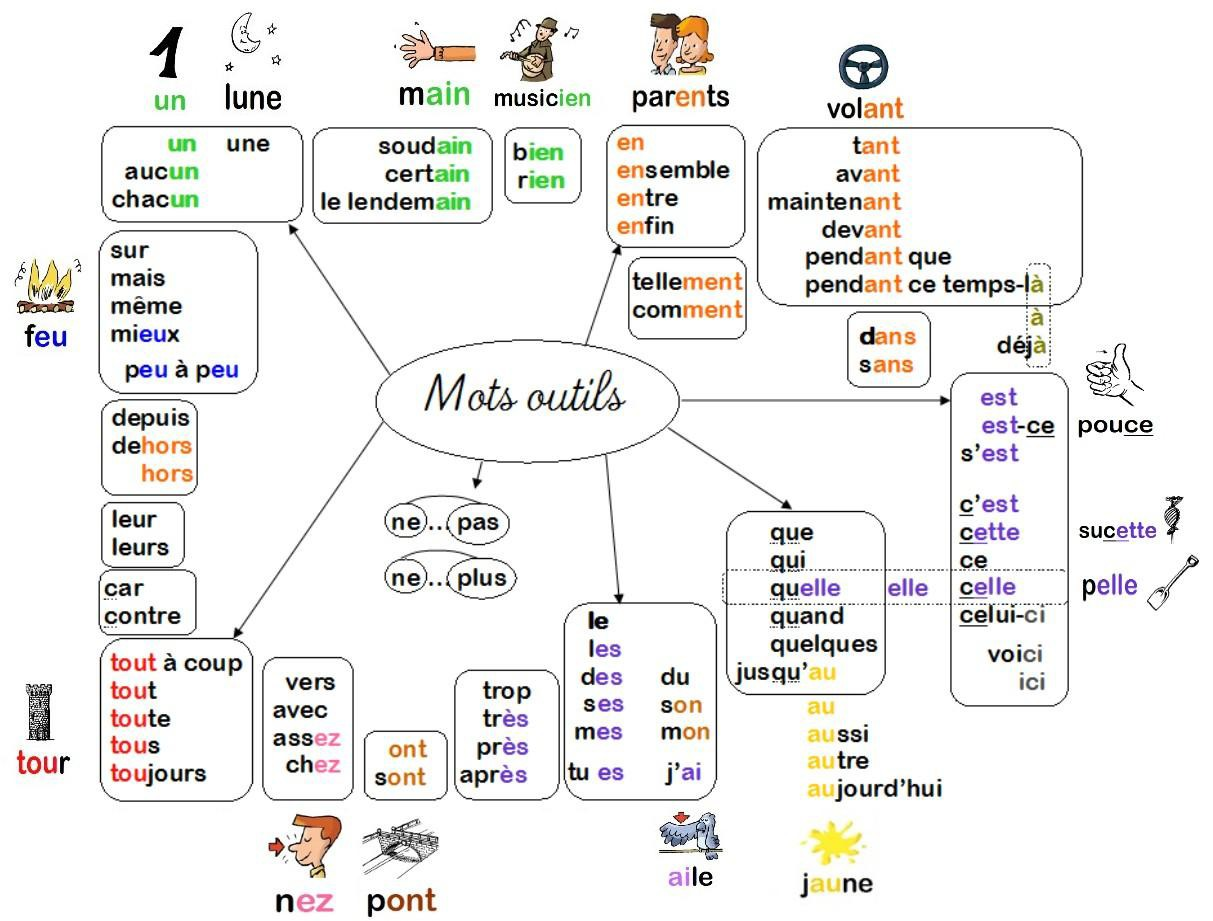 1
un
lune
main
musicien
parents
volant
un une
aucun
chacun
soudain
certain
le lendemain
bien
rien
en
ensemble
entre
enfin
tant
avant
maintenant
devant
pendant que
pendant ce temps-là
à
déjà
tellement
comment
dans
sans
feu
sur
mais
même
mieux
peu à peu
depuis
dehors
hors
leur
leurs
car
contre
Mots outils
ne...pas
ne...plus
est
est-ce
s'est
c'est
cette
ce
celle
celui-ci
voici
ici
pouce
sucette
pelle
que
qui
quelle elle
quand
quelques
jusqu'au
au
aussi
autre
aujourd'hui
tour
tout à coup
tout
toute
tous
toujours
vers
avec
assez
chez
ont
sont
trop
très
près
après
le
les
des du
ses son
mes mon
tu es j'ai
nez
pont
aile
jaune